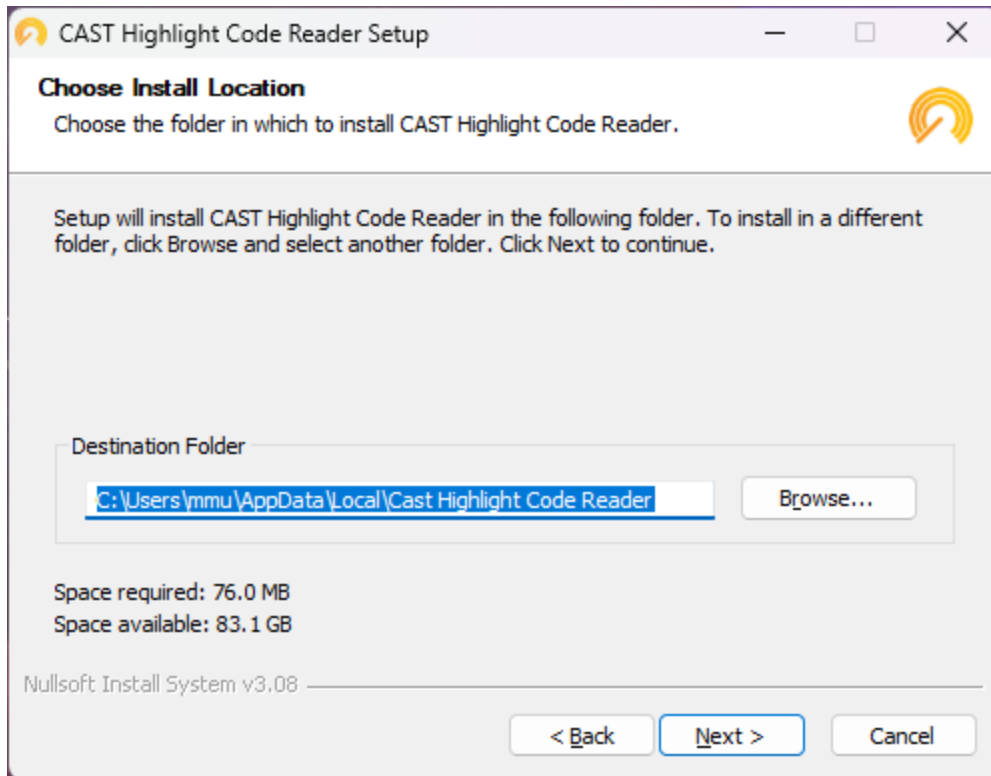 CAST Highlight Code Reader Setup
Choose Install Location
Choose the folder in which to install CAST Highlight Code Reader.
Setup will install CAST Highlight Code Reader in the following folder. To install in a different
folder, click Browse and select another folder. Click Next to continue.
Destination Folder
C:\Users\mmu\AppData\Local\Cast Highlight Code Reader
Browse...
Space required: 76.0 MB
Space available: 83.1 GB
Nullsoft Install System v3.08
< Back
Next >
Cancel